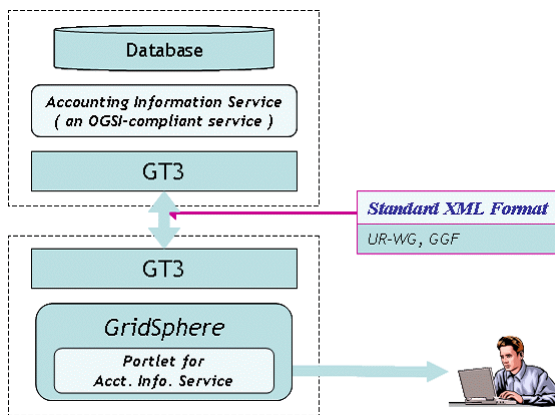 Database
Accounting Information Service
( an OGSI-compliant service )
GT3
Standard XML Format
UR-WG, GGF
GT3
GridSphere
Portlet for
Acct. Info. Service